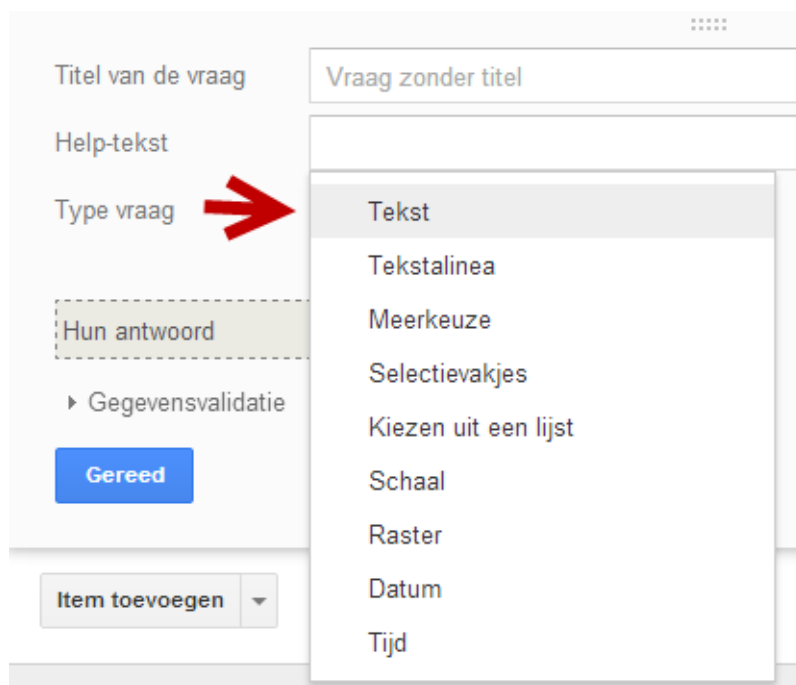 Titel van de vraag
Vraag zonder titel
Help-tekst
Type vraag
Tekst
Tekstalinea
Meerkeuze
Selectievakjes
Kiezen uit een lijst
Schaal
Raster
Datum
Tijd
Hun antwoord
Gegevensvalidatie
Gereed
Item toevoegen